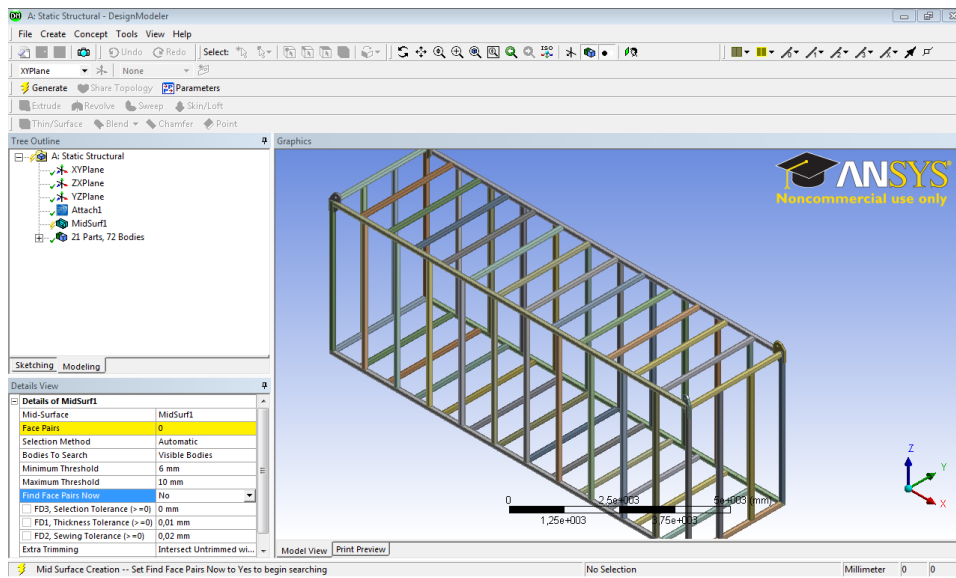 A: Static Structural - DesignModeler
File Create Concept Tools View Help
Undo Redo Select:
XYPlane None
Generate Share Topology Parameters
Extrude Revolve Sweep Skin/Loft
Thin/Surface Blend Chamfer Point
Tree Outline
A: Static Structural
XYPlane
ZXPlane
YZPlane
Attach1
MidSurf1
21 Parts, 72 Bodies
Sketching Modeling
Details View
Details of MidSurf1
Mid-Surface MidSurf1
Face Pairs 0
Selection Method Automatic
Bodies To Search Visible Bodies
Minimum Threshold 6 mm
Maximum Threshold 10 mm
Find Face Pairs Now No
FD3, Selection Tolerance (>=0) 0 mm
FD1, Thickness Tolerance (>=0) 0,01 mm
FD2, Sewing Tolerance (>=0) 0,02 mm
Extra Trimming Intersect Untrimmed wi...
Graphics
ANSYS
Noncommercial use only
0 2,5e+003 5e+003 (mm)
1,25e+003 3,75e+003
Z
Y
X
Model View Print Preview
Mid Surface Creation -- Set Find Face Pairs Now to Yes to begin searching No Selection Millimeter 0 0